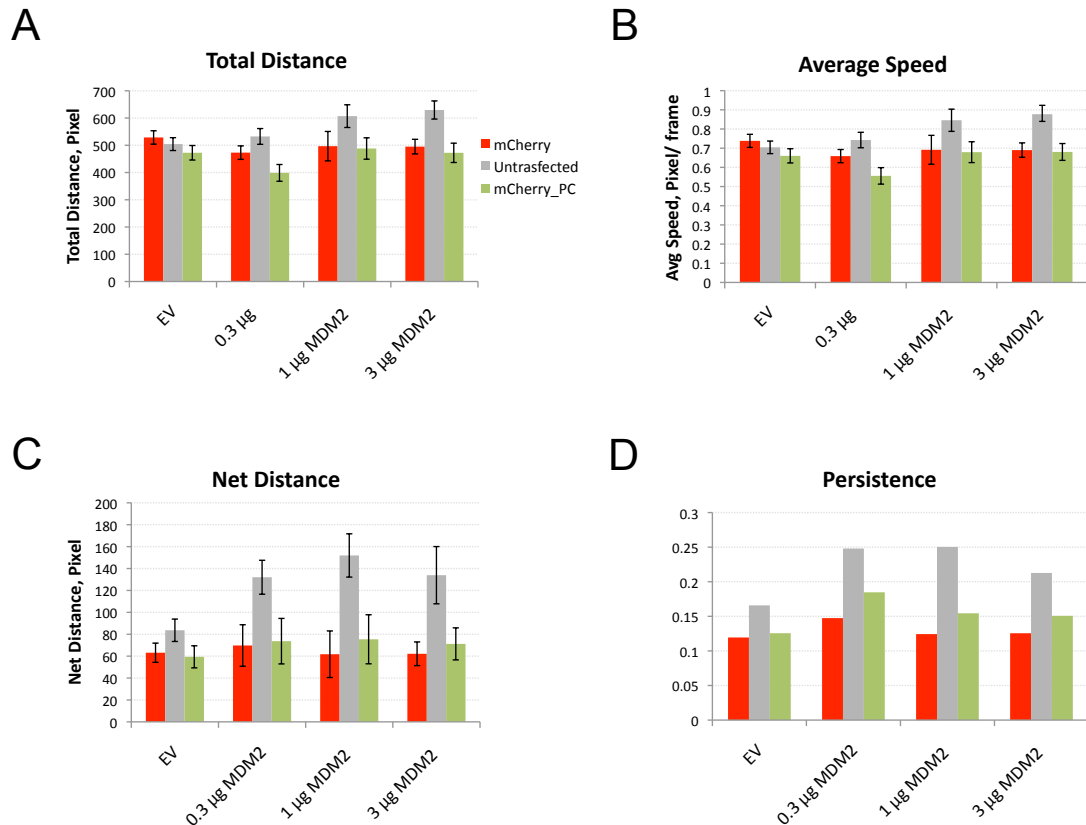 A
Total Distance
Total Distance, Pixel
700
600
500
400
300
200
100
0
EV
0.3 µg
1 µg MDM2
3 µg MDM2
mCherry
Untrasfected
mCherry_PC
B
Average Speed
Avg Speed, Pixel/ frame
1
0.9
0.8
0.7
0.6
0.5
0.4
0.3
0.2
0.1
0
EV
0.3 µg
1 µg MDM2
3 µg MDM2
C
Net Distance
Net Distance, Pixel
200
180
160
140
120
100
80
60
40
20
0
EV
0.3 µg MDM2
1 µg MDM2
3 µg MDM2
D
Persistence
0.3
0.25
0.2
0.15
0.1
0.05
0
EV
0.3 µg MDM2
1 µg MDM2
3 µg MDM2